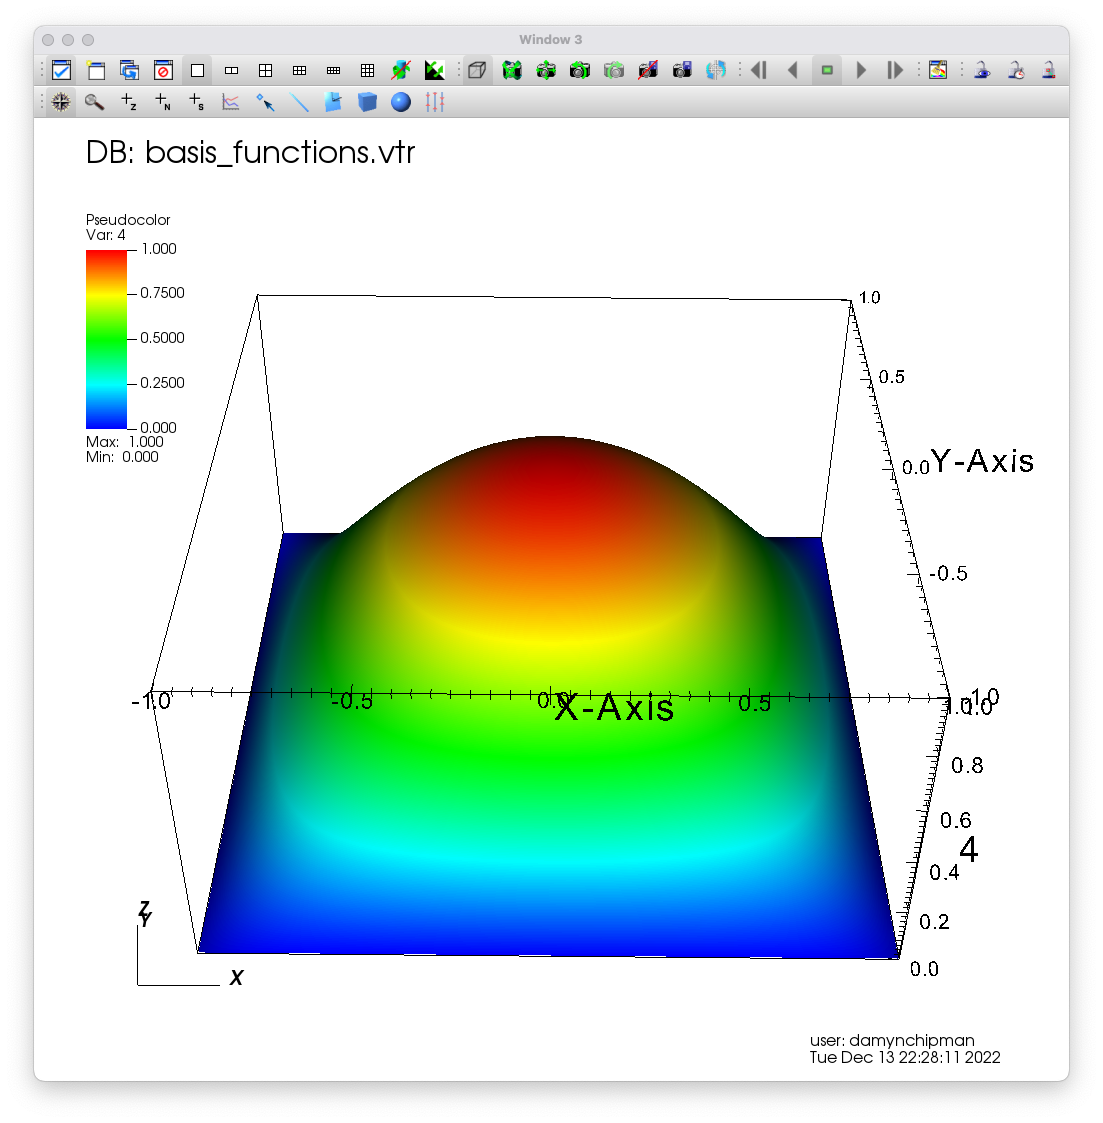 Window 3
DB: basis_functions.vtr
Pseudocolor
Var: 4
1.000
0.7500
0.5000
0.2500
0.000
Max: 1.000
Min: 0.000
1.0
0.5
0.0
Y-Axis
-0.5
-1.0
-1.0
-0.5
0.0
X-Axis
0.5
1.0
1.0
0.8
0.6
4
0.4
0.2
0.0
Z
Y
X
user: damynchipman
Tue Dec 13 22:28:11 2022